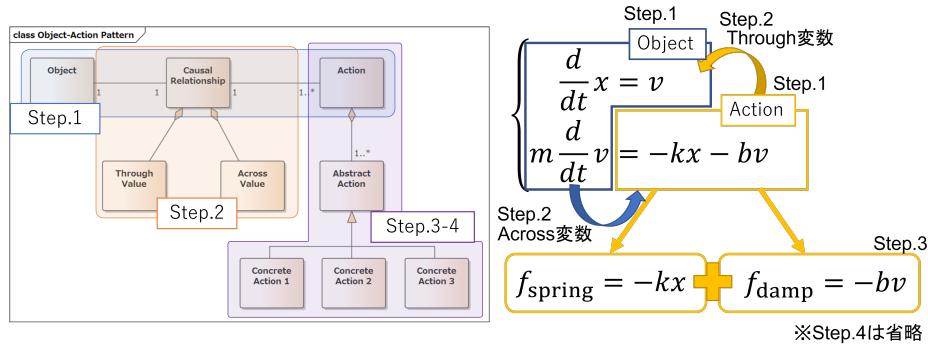 class Object-Action Pattern
Object
Causal
Relationship
Action
1
1
1
1..*
Step.1
1..*
Through
Value
Across
Value
Step.2
Abstract
Action
Step.3-4
Concrete
Action 1
Concrete
Action 2
Concrete
Action 3
Step.1
Object
Step.2
Through変数
Step.1
Action
d/dt x = v
m d/dt v = −kx − bv
Step.2
Across変数
Step.3
f_spring = −kx
f_damp = −bv
※Step.4は省略